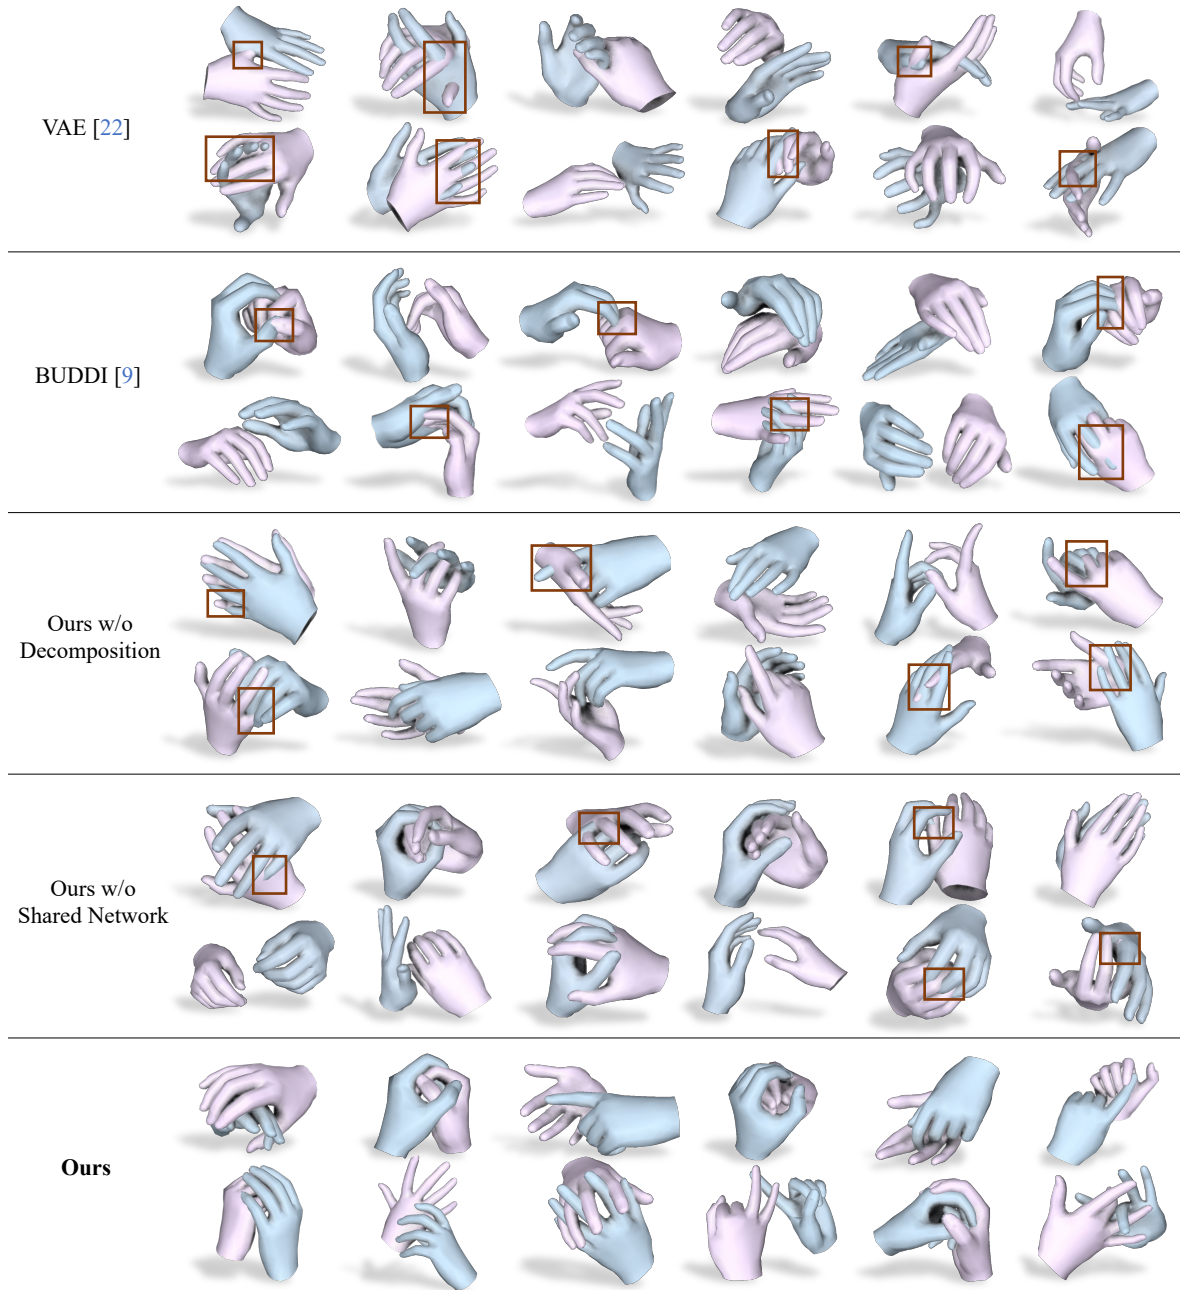 VAE [22]
BUDDI [9]
Ours w/o
Decomposition
Ours w/o
Shared Network
Ours